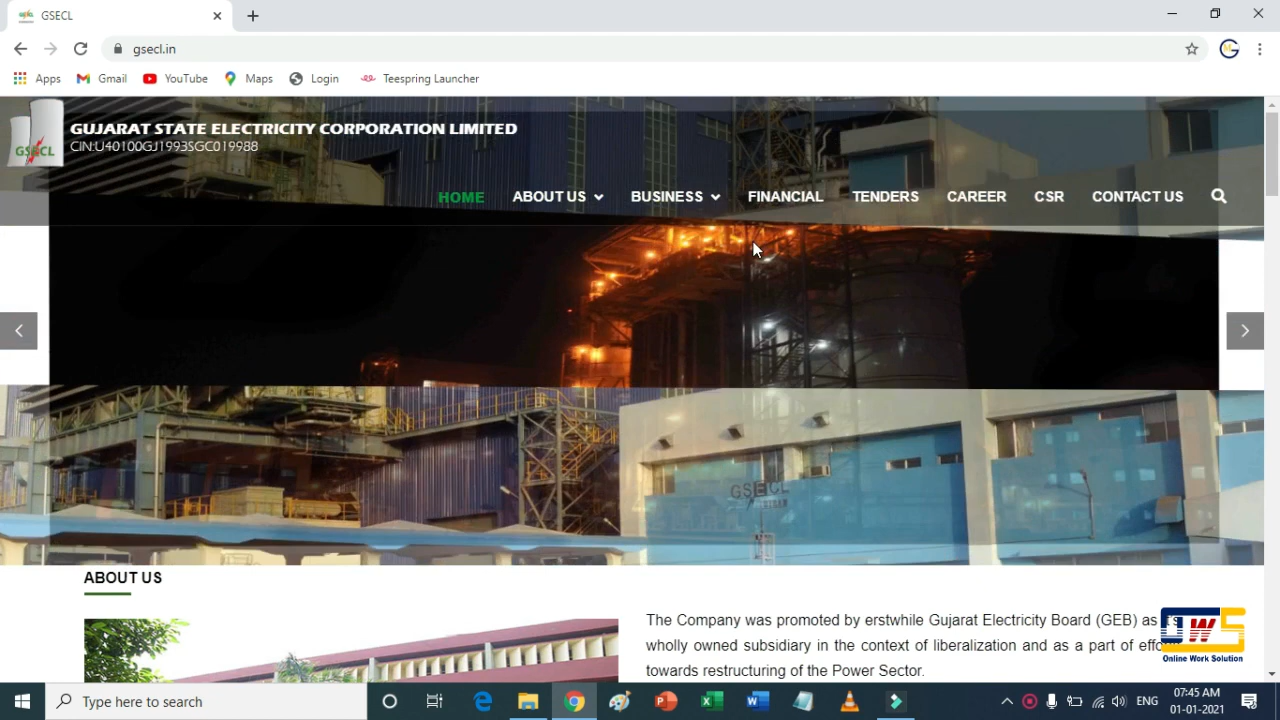 GSECL
gsecl.in
Apps
Gmail
YouTube
Maps
Login
Teespring Launcher
GSECL
GUJARAT STATE ELECTRICITY CORPORATION LIMITED
CIN:U40100GJ1993SGC019988
HOME
ABOUT US
BUSINESS
FINANCIAL
TENDERS
CAREER
CSR
CONTACT US
GSECL
ABOUT US
The Company was promoted by erstwhile Gujarat Electricity Board (GEB) as
wholly owned subsidiary in the context of liberalization and as a part of
towards restructuring of the Power Sector.
OWS
Online Work Solution
Type here to search
ENG
07:45 AM
01-01-2021